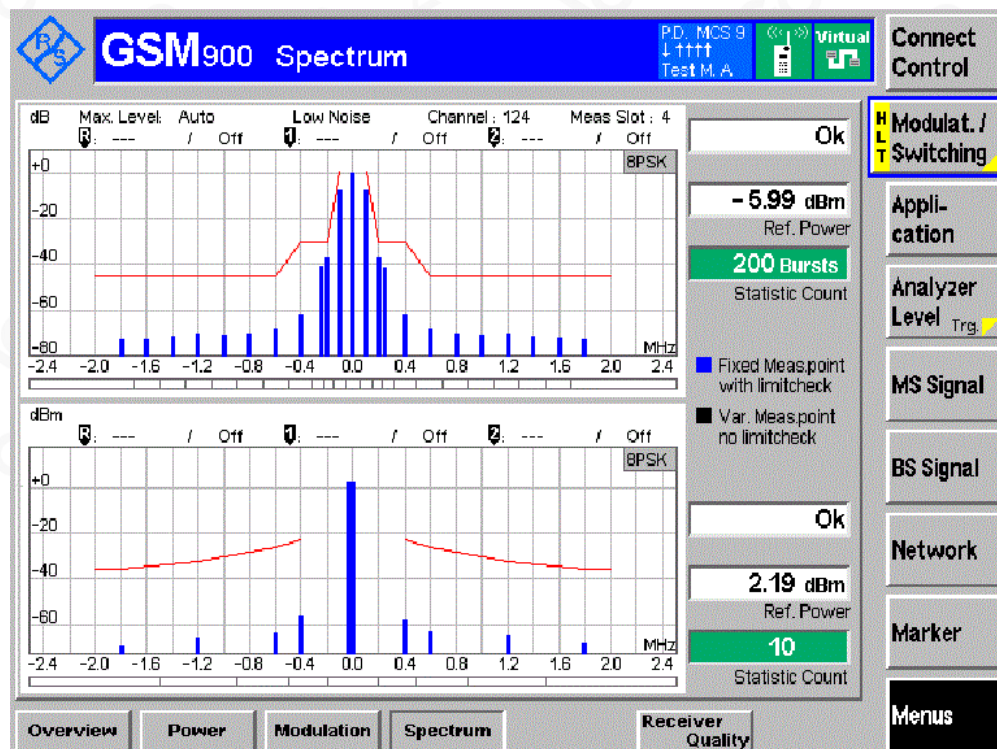 R/S
GSM900 Spectrum
P.D. MCS 9
↓ ↑↑↑↑
Test M. A
Virtual
Connect
Control
dB Max. Level: Auto Low Noise Channel : 124 Meas Slot : 4
R: --- / Off 1: --- / Off 2: --- / Off
8PSK
+0
-20
-40
-60
-80
MHz
-2.4 -2.0 -1.6 -1.2 -0.8 -0.4 0.0 0.4 0.8 1.2 1.6 2.0 2.4
Ok
-5.99 dBm
Ref. Power
200 Bursts
Statistic Count
Fixed Meas.point
with limitcheck
Var. Meas.point
no limitcheck
dBm
R: --- / Off 1: --- / Off 2: --- / Off
8PSK
+0
-20
-40
-60
MHz
-2.4 -2.0 -1.6 -1.2 -0.8 -0.4 0.0 0.4 0.8 1.2 1.6 2.0 2.4
Ok
2.19 dBm
Ref. Power
10
Statistic Count
HLT
Modulat. /
Switching
Appli-
cation
Analyzer
Level Trg.
MS Signal
BS Signal
Network
Marker
Menus
Overview
Power
Modulation
Spectrum
Receiver
Quality